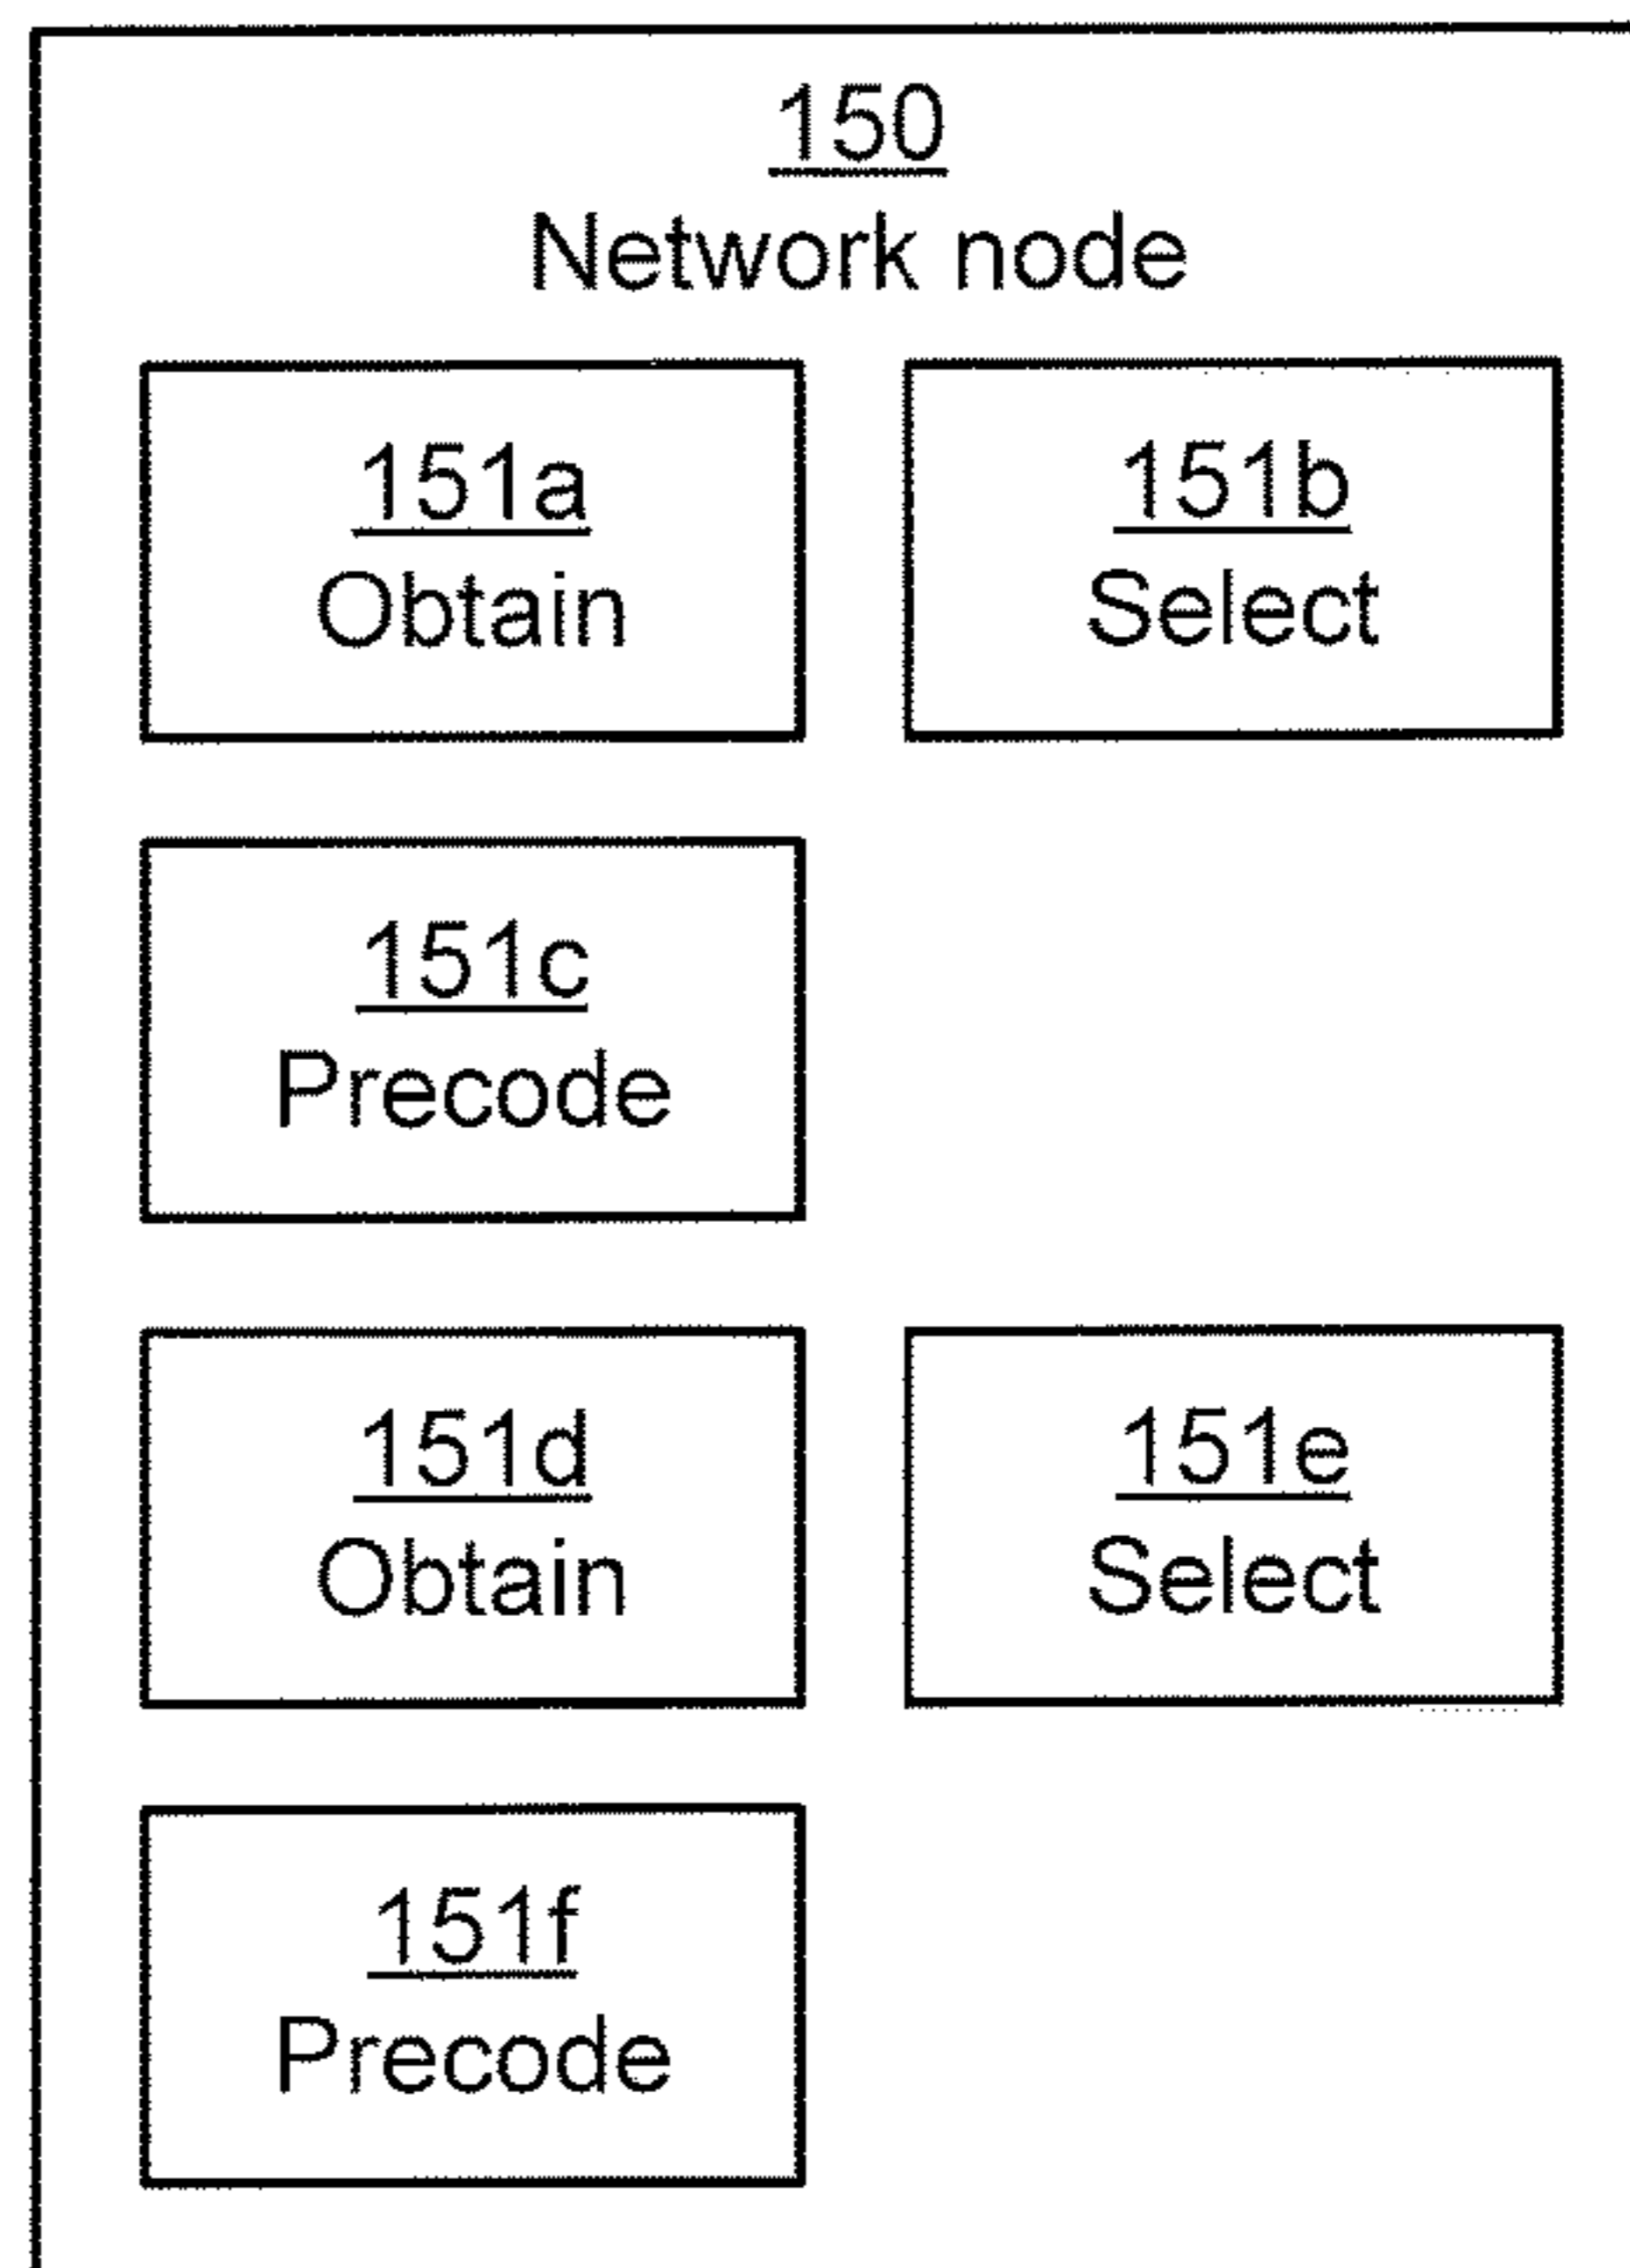 150
Network node
151a
Obtain
151b
Select
151c
Precode
151d
Obtain
151e
Select
151f
Precode